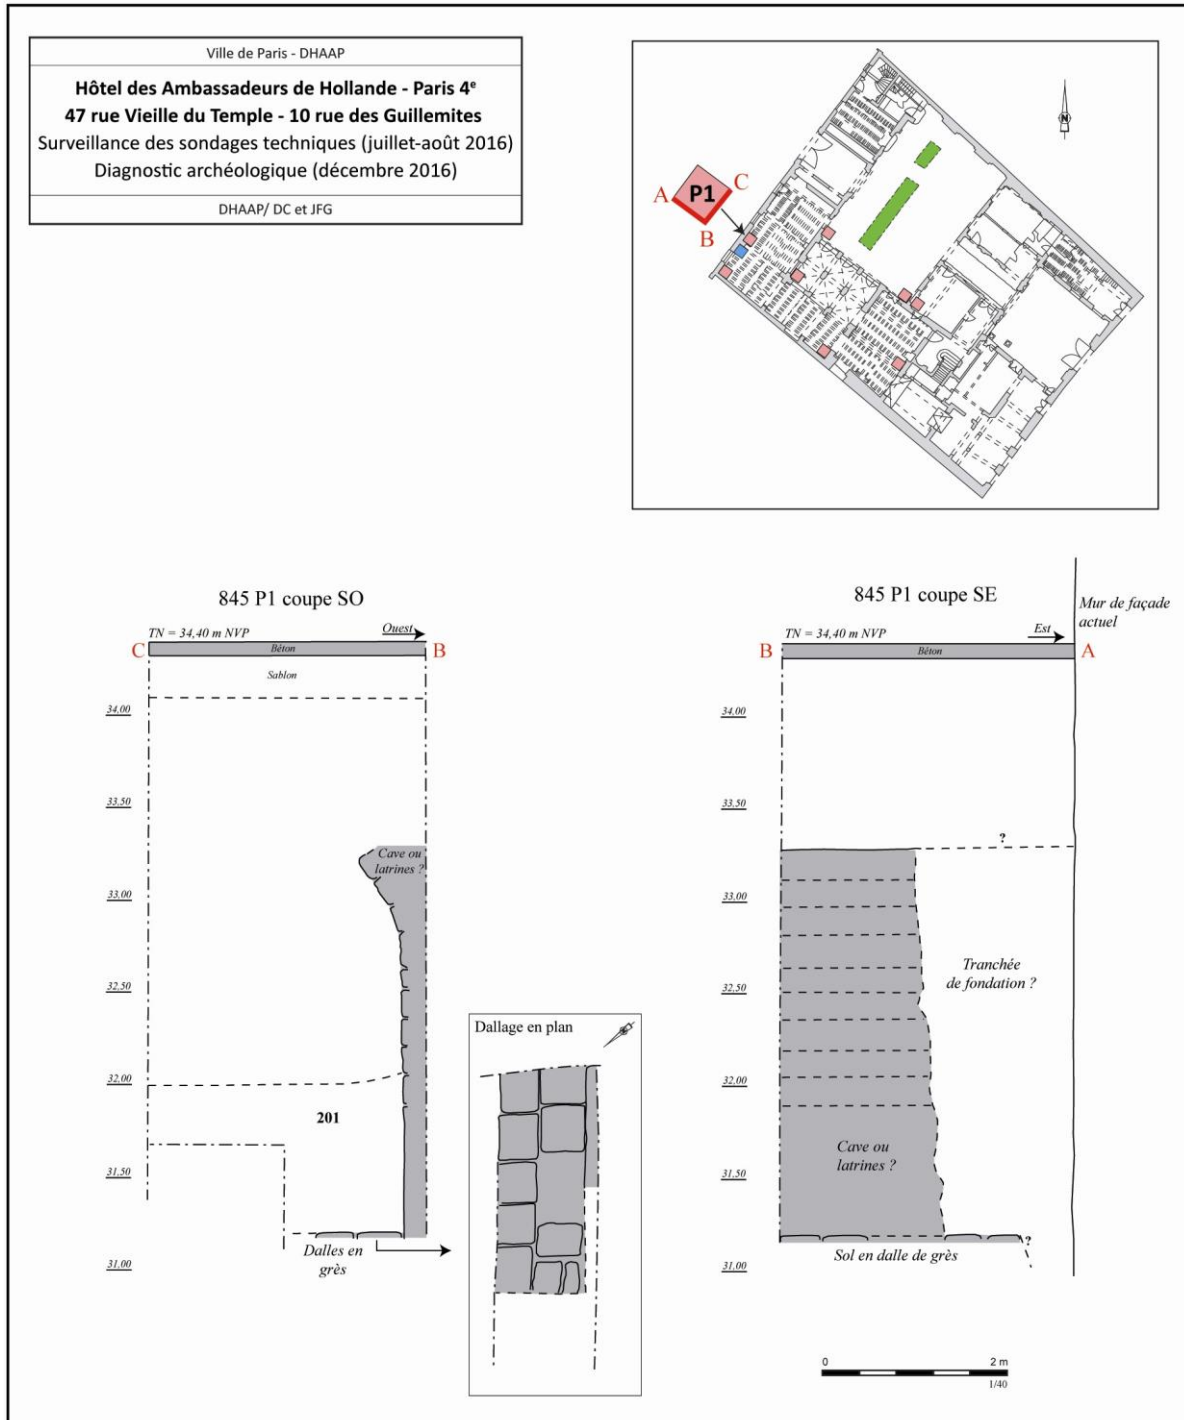 Ville de Paris - DHAAP
Hôtel des Ambassadeurs de Hollande - Paris 4e
47 rue Vieille du Temple - 10 rue des Guillemites
Surveillance des sondages techniques (juillet-août 2016)
Diagnostic archéologique (décembre 2016)
DHAAP/ DC et JFG
N
A
P1
C
B
845 P1 coupe SO
TN = 34,40 m NVP
Ouest
C
Béton
B
Sablon
34,00
33,50
Cave ou
latrines ?
33,00
32,50
32,00
201
31,50
Dalles en
grès
31,00
Dallage en plan
845 P1 coupe SE
Mur de façade
actuel
TN = 34,40 m NVP
Est
B
Béton
A
34,00
33,50
?
33,00
Tranchée
de fondation ?
32,50
32,00
Cave ou
latrines ?
31,50
?
Sol en dalle de grès
31,00
0
2 m
1/40